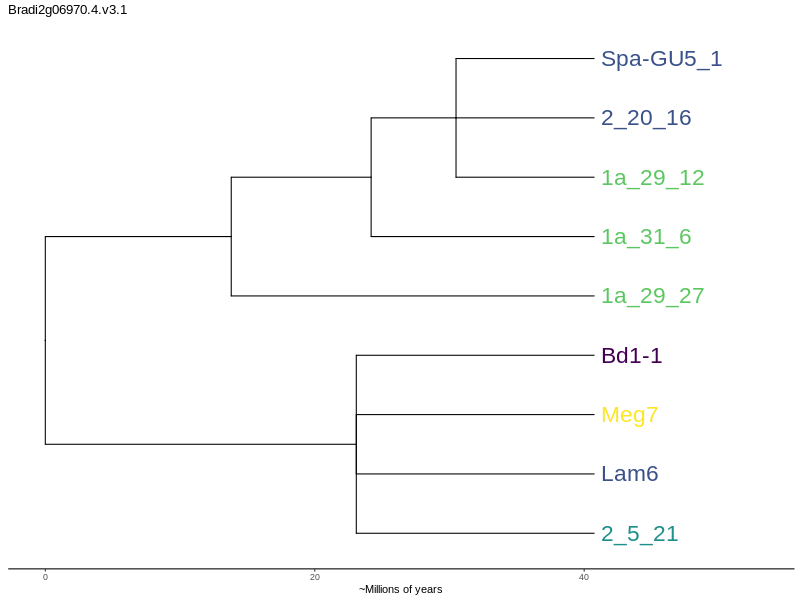 Bradi2g06970.4.v3.1
Spa-GU5_1
2_20_16
1a_29_12
1a_31_6
1a_29_27
Bd1-1
Meg7
Lam6
2_5_21
0 20 40
~Millions of years